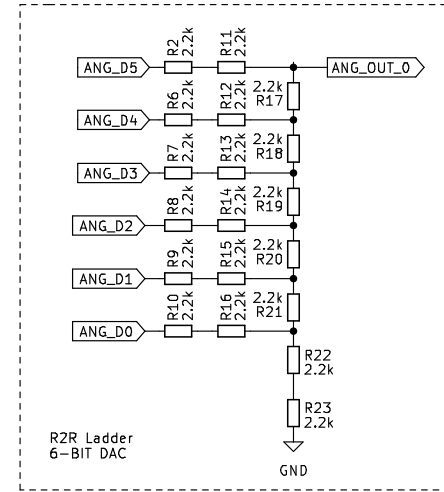 R2
2.2k
R11
2.2k
ANG_D5
ANG_OUT_0
2.2k
R17
R6
2.2k
R12
2.2k
ANG_D4
2.2k
R18
R7
2.2k
R13
2.2k
ANG_D3
2.2k
R19
R8
2.2k
R14
2.2k
ANG_D2
2.2k
R20
R9
2.2k
R15
2.2k
ANG_D1
2.2k
R21
R10
2.2k
R16
2.2k
ANG_D0
R22
2.2k
R23
2.2k
R2R Ladder
6-BIT DAC
GND